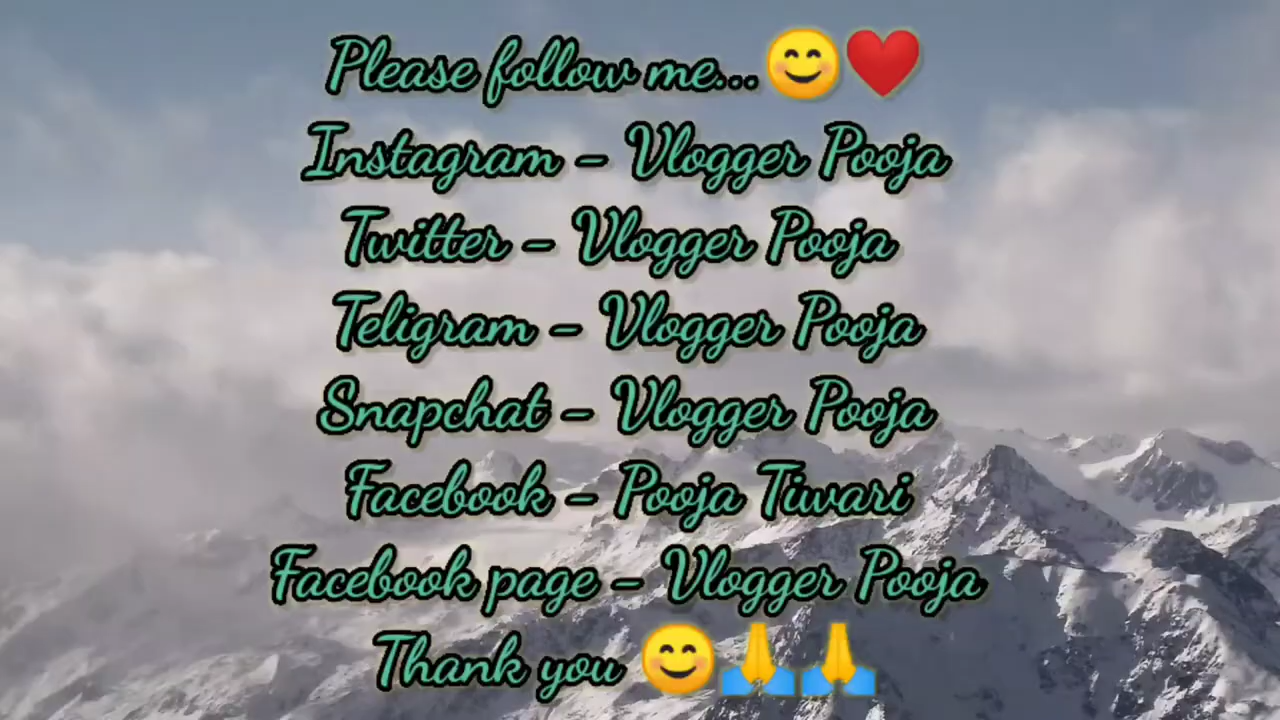 Please follow me...😊❤️
Instagram - Vlogger Pooja
Twitter - Vlogger Pooja
Teligram - Vlogger Pooja
Snapchat - Vlogger Pooja
Facebook - Pooja Tiwari
Facebook page - Vlogger Pooja
Thank you 😊🙏🙏